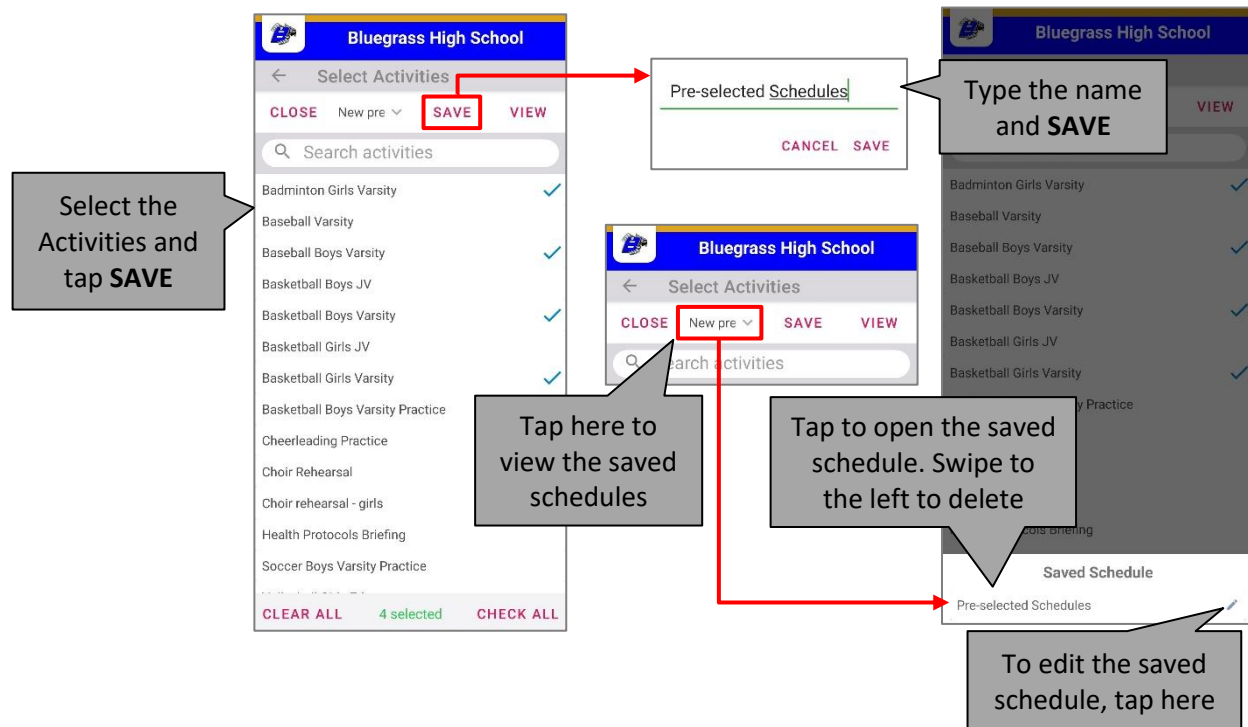 Bluegrass High School
Select Activities
CLOSE New pre SAVE VIEW
Search activities
Badminton Girls Varsity
Baseball Varsity
Baseball Boys Varsity
Basketball Boys JV
Basketball Boys Varsity
Basketball Girls JV
Basketball Girls Varsity
Basketball Boys Varsity Practice
Cheerleading Practice
Choir Rehearsal
Choir rehearsal - girls
Health Protocols Briefing
Soccer Boys Varsity Practice
CLEAR ALL 4 selected CHECK ALL
Select the
Activities and
tap SAVE
Pre-selected Schedules
CANCEL SAVE
Type the name
and SAVE
Bluegrass High School
Select Activities
CLOSE New pre SAVE VIEW
earch activities
Tap here to
view the saved
schedules
Bluegrass High School
VIEW
Badminton Girls Varsity
Baseball Varsity
Baseball Boys Varsity
Basketball Boys JV
Basketball Boys Varsity
Basketball Girls JV
Basketball Girls Varsity
y Practice
cols Briefing
Tap to open the saved
schedule. Swipe to
the left to delete
Saved Schedule
Pre-selected Schedules
To edit the saved
schedule, tap here